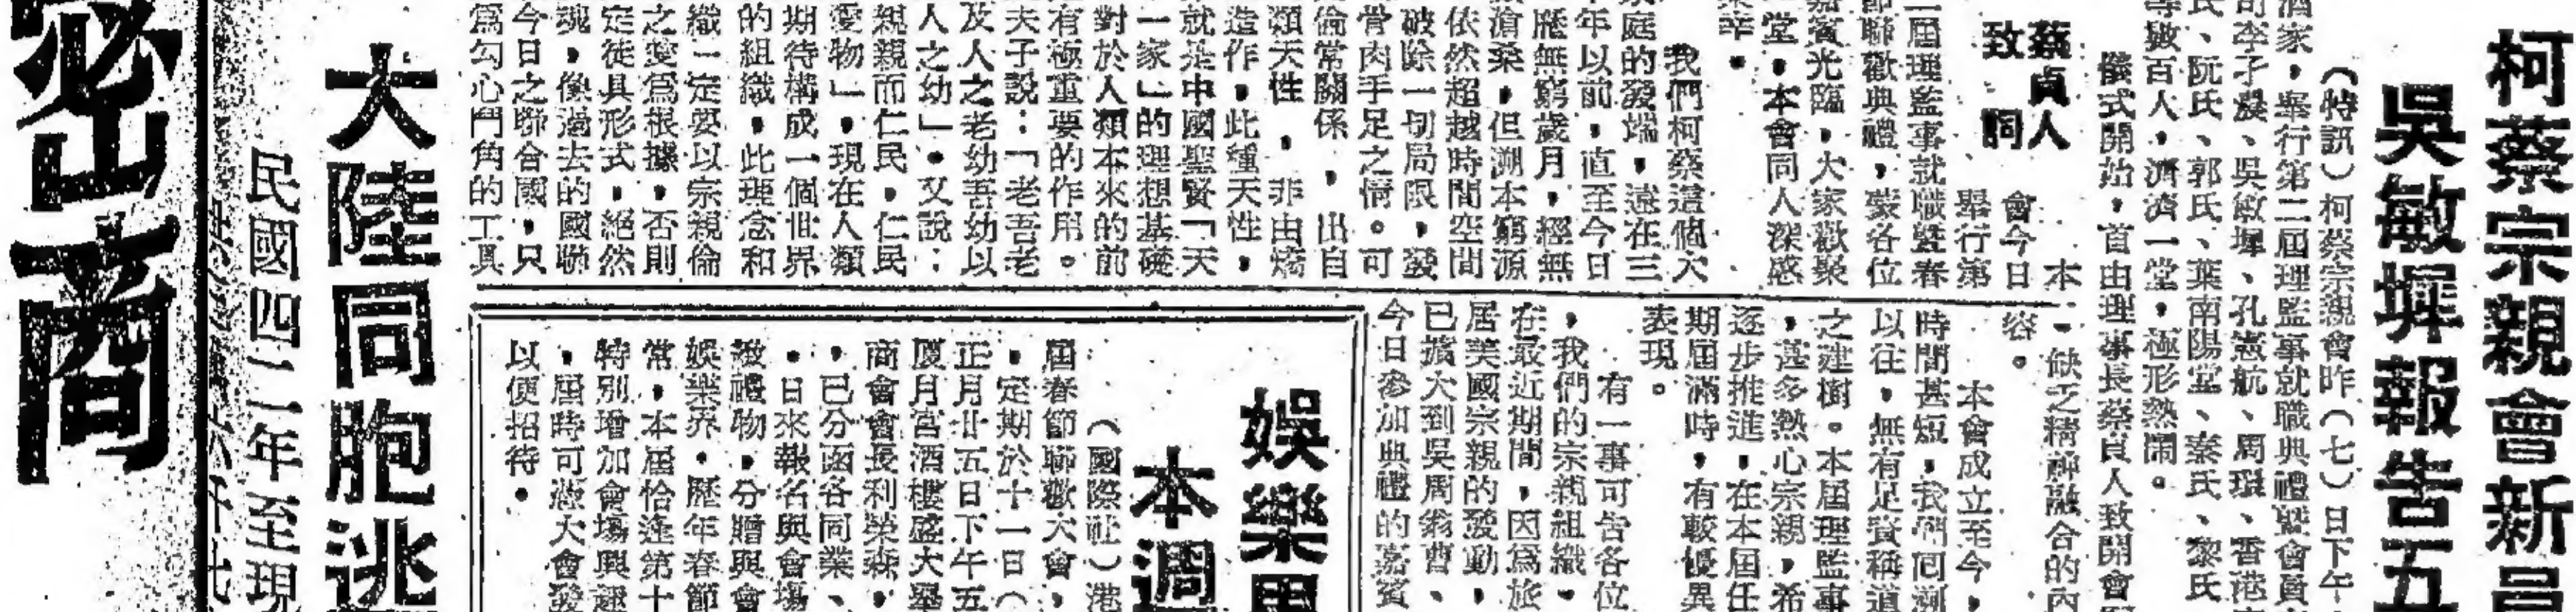 柯蔡宗親會新員
吳敏墀報告五
（特訊）柯蔡宗親會昨（七）日下午
酒家，舉行第二屆理監事就職典禮暨會員
司李孑農、吳敏墀、孔憲航、周璵、香港
氏、阮氏、郭氏、葉南陽堂、秦氏、黎氏
等數百人，濟濟一堂，極形熱鬧。
儀式開始，首由理事長蔡貞人致開會
蔡貞人
致詞
本
會今日
舉行第
二屆理監事就職暨春
節聯歡典禮，蒙各位
嘉賓光臨，大家歡聚
一堂，本會同人深感
榮幸。
我們柯蔡這個大
家庭的發端，遠在三
千年以前，直至今日
歷無窮歲月，經無
滄桑，但溯本窮源
依然超越時間空間
破除一切局限，發
骨肉手足之情。可
倫常關係，出自
類天性，非由矯
造作，此種天性，
就是中國聖賢「天
一家」的理想基礎
對於人類本來的前
有極重要的作用。
夫子說：「老吾老
及人之老幼吾幼以
人之幼」。又說：
親親而仁民，仁民
愛物」，現在人類
期待構成一個世界
的組織，此理念和
織一定要以宗親倫
之愛爲根據，否則
定徒具形式，絕然
魂，像過去的國聯
今日之聯合國，只
爲勾心鬥角的工具
缺乏精神融合的內
容。
本會成立至今，
時間甚短，我們回溯
以往，無有足資稱道
之建樹。本屆理監事
，甚多熱心宗親，希
逐步推進，在本屆任
期屆滿時，有較優異
表現。
有一事可告各位
，我們的宗親組織，
在最近期間，因爲旅
居美國宗親的發動，
已擴大到吳周翁曹、
今日參加典禮的嘉賓
娛樂界
本週
（國際社）港
屆春節聯歡大會，
，定期於十一日（
正月廿五日下午五
廈月宮酒樓盛大舉
商會會長利榮森，
，已分函各同業、
。日來報名與會場
娛禮物，分贈與會
娛樂界，歷年春節
常，本屆恰逢第十
特別增加會場興趣
，屆時可憑大會發
以便招待。
大陸同胞逃
民國四二年至現
密商